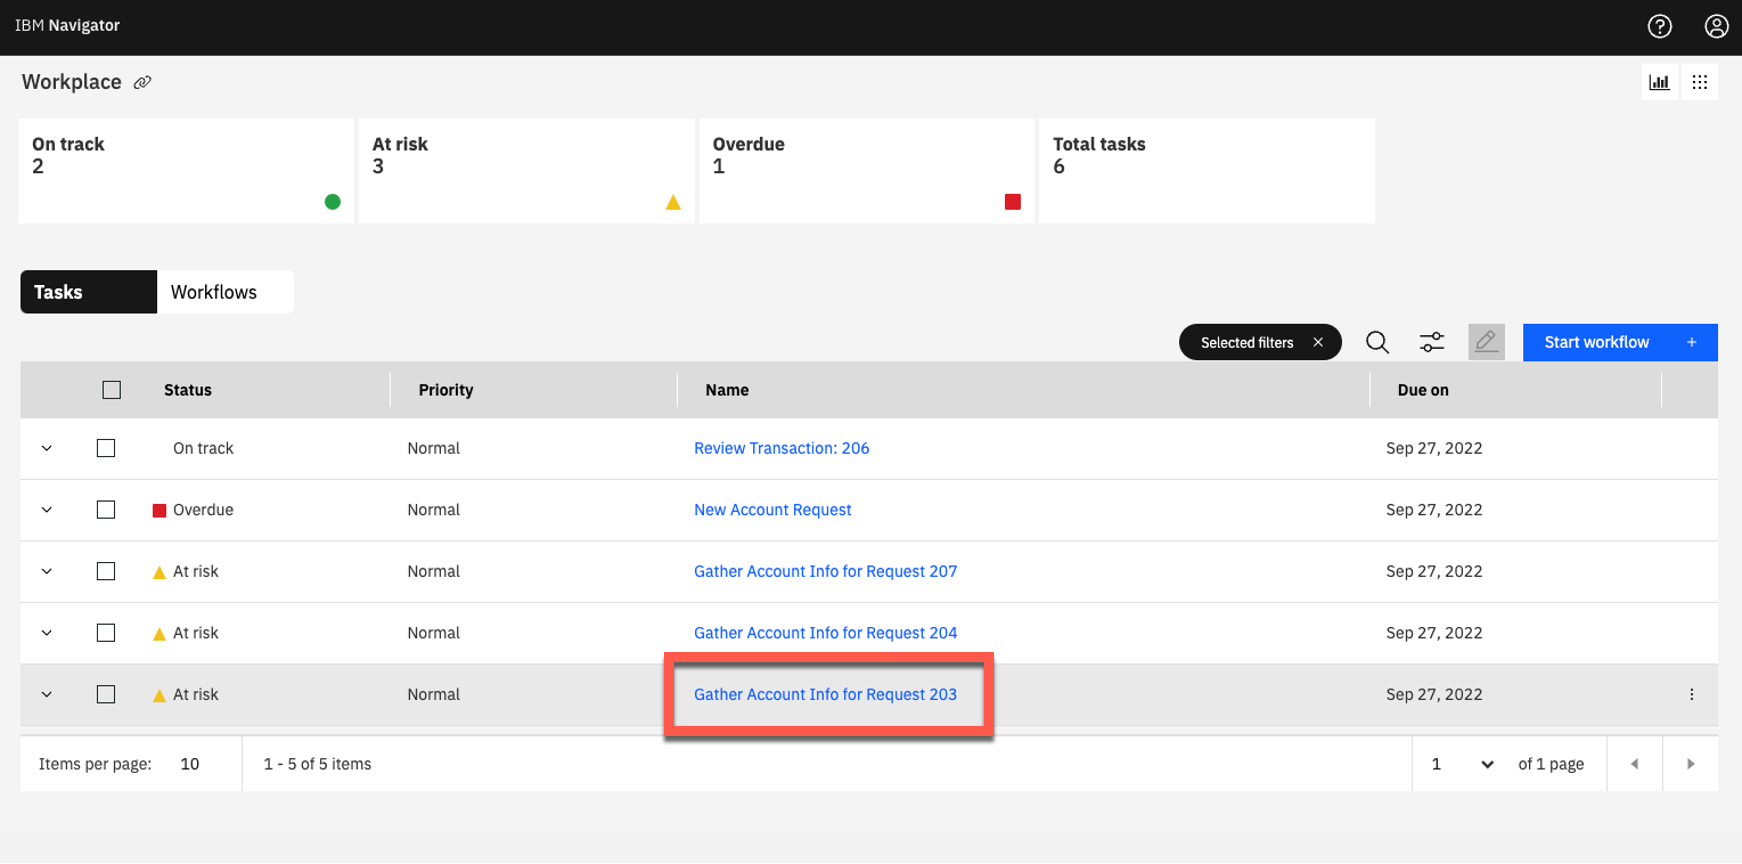 IBM Navigator
Workplace
On track
2
At risk
3
Overdue
1
Total tasks
6
Tasks
Workflows
Selected filters
Start workflow +
Status Priority Name Due on
On track Normal Review Transaction: 206 Sep 27, 2022
Overdue Normal New Account Request Sep 27, 2022
At risk Normal Gather Account Info for Request 207 Sep 27, 2022
At risk Normal Gather Account Info for Request 204 Sep 27, 2022
At risk Normal Gather Account Info for Request 203 Sep 27, 2022
Items per page: 10 1 - 5 of 5 items 1 of 1 page